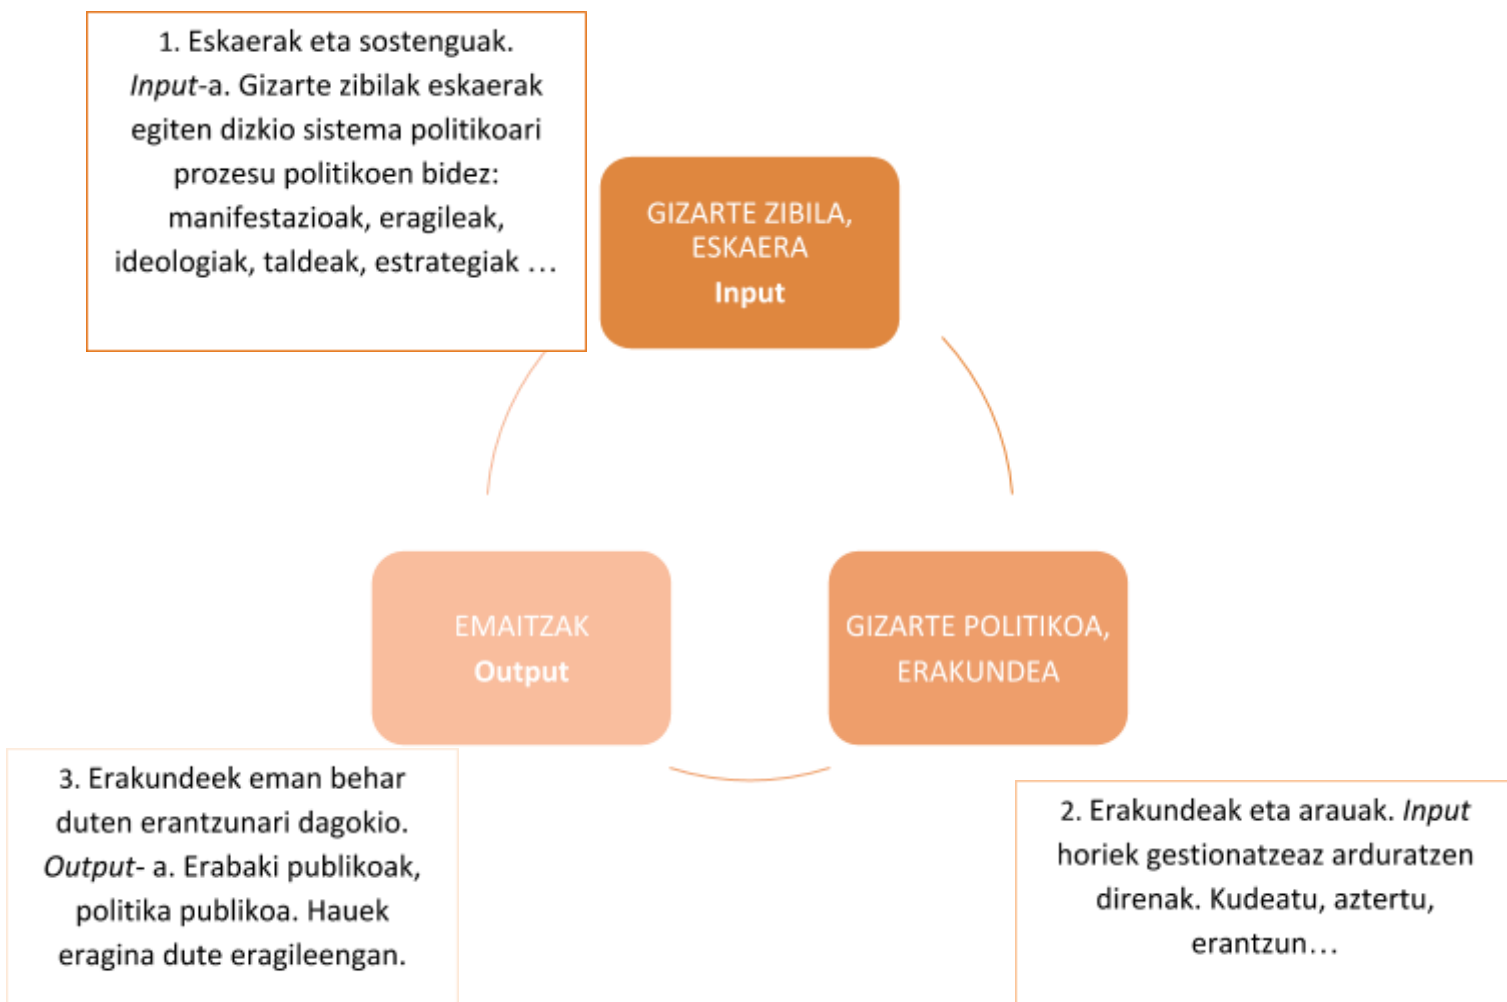 1. Eskaerak eta sostenguak.
Input-a. Gizarte zibilak eskaerak
egiten dizkio sistema politikoari
prozesu politikoen bidez:
manifestazioak, eragileak,
ideologiak, taldeak, estrategiak …
GIZARTE ZIBILA,
ESKAERA
Input
GIZARTE POLITIKOA,
ERAKUNDEA
2. Erakundeak eta arauak. Input
horiek gestionatzeaz arduratzen
direnak. Kudeatu, aztertu,
erantzun…
EMAITZAK
Output
3. Erakundeek eman behar
duten erantzunari dagokio.
Output- a. Erabaki publikoak,
politika publikoa. Hauek
eragina dute eragileengan.